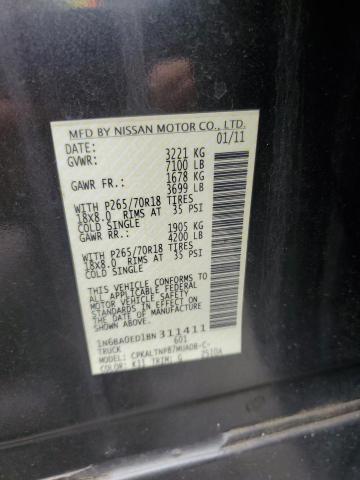 MFD BY NISSAN MOTOR CO., LTD.
DATE: 01/11
GVWR: 3221 KG
7100 LB
GAWR FR.: 1678 KG
3699 LB
WITH P265/70R18 TIRES
18X8.0 RIMS AT 35 PSI
COLD SINGLE
GAWR RR.: 1905 KG
4200 LB
WITH P265/70R18 TIRES
18X8.0 RIMS AT 35 PSI
COLD SINGLE
THIS VEHICLE CONFORMS TO
ALL APPLICABLE FEDERAL
MOTOR VEHICLE SAFETY
STANDARDS IN EFFECT ON
THE DATE OF MANUFACTURE
SHOWN ABOVE.
1N6BA0ED1BN311411
TRUCK 601
MODEL: CPKALTNPB7MUA0B-C-
COLOR: K11 TRIM: G 2510A